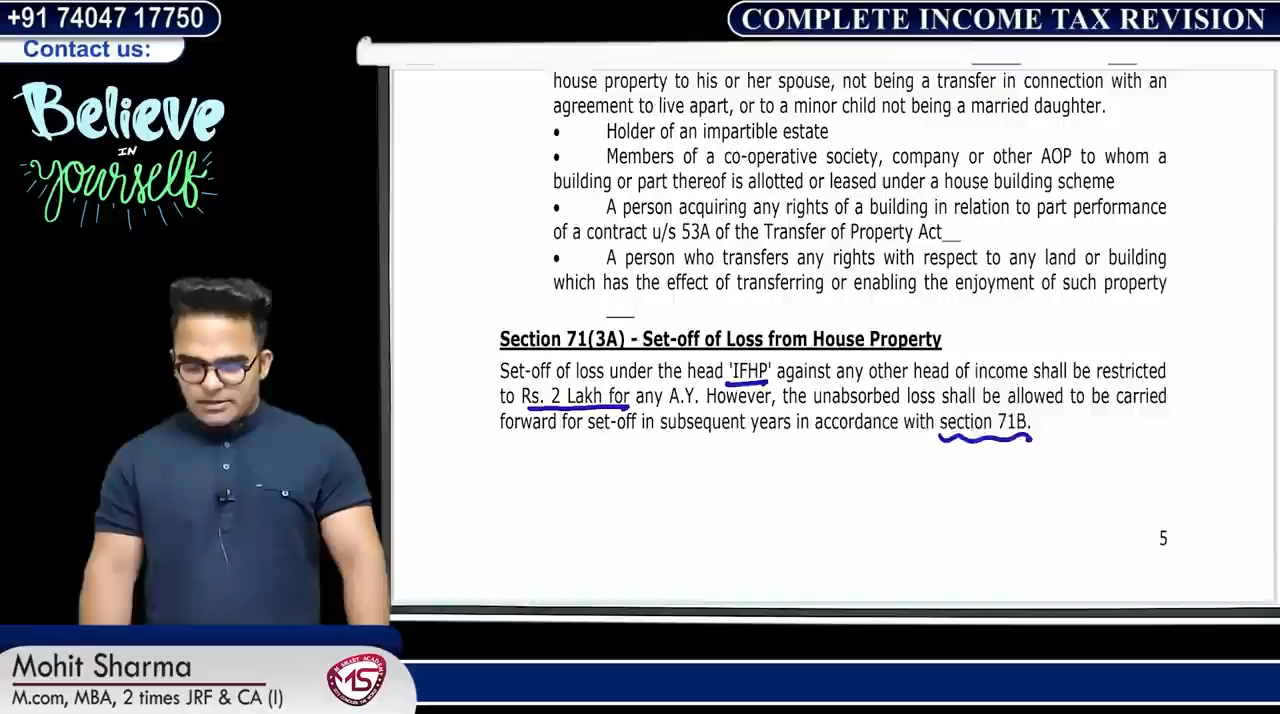 +91 74047 17750
Contact us:
COMPLETE INCOME TAX REVISION
Believe
IN
yourself
house property to his or her spouse, not being a transfer in connection with an
agreement to live apart, or to a minor child not being a married daughter.
• Holder of an impartible estate
• Members of a co-operative society, company or other AOP to whom a
building or part thereof is allotted or leased under a house building scheme
• A person acquiring any rights of a building in relation to part performance
of a contract u/s 53A of the Transfer of Property Act__
• A person who transfers any rights with respect to any land or building
which has the effect of transferring or enabling the enjoyment of such property
___
Section 71(3A) - Set-off of Loss from House Property
Set-off of loss under the head 'IFHP' against any other head of income shall be restricted
to Rs. 2 Lakh for any A.Y. However, the unabsorbed loss shall be allowed to be carried
forward for set-off in subsequent years in accordance with section 71B.
5
Mohit Sharma
M.com, MBA, 2 times JRF & CA (I)
MS